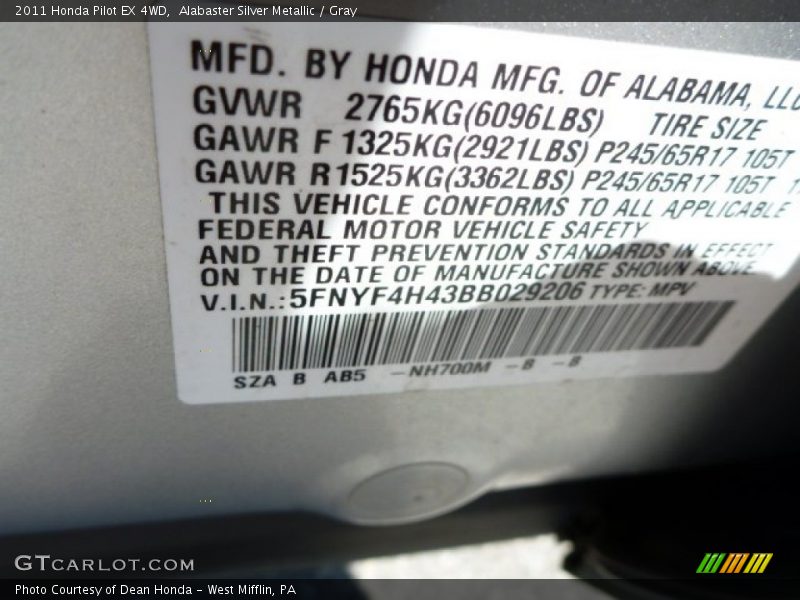 2011 Honda Pilot EX 4WD, Alabaster Silver Metallic / Gray
MFD. BY HONDA MFG. OF ALABAMA, LLC
GVWR 2765KG(6096LBS) TIRE SIZE
GAWR F 1325KG(2921LBS) P245/65R17 105T
GAWR R 1525KG(3362LBS) P245/65R17 105T
THIS VEHICLE CONFORMS TO ALL APPLICABLE
FEDERAL MOTOR VEHICLE SAFETY
AND THEFT PREVENTION STANDARDS IN EFFECT
ON THE DATE OF MANUFACTURE SHOWN ABOVE
V.I.N.: 5FNYF4H43BB029206 TYPE: MPV
SZA B AB5 -NH700M -B -B
GTCARLOT.COM
Photo Courtesy of Dean Honda - West Mifflin, PA